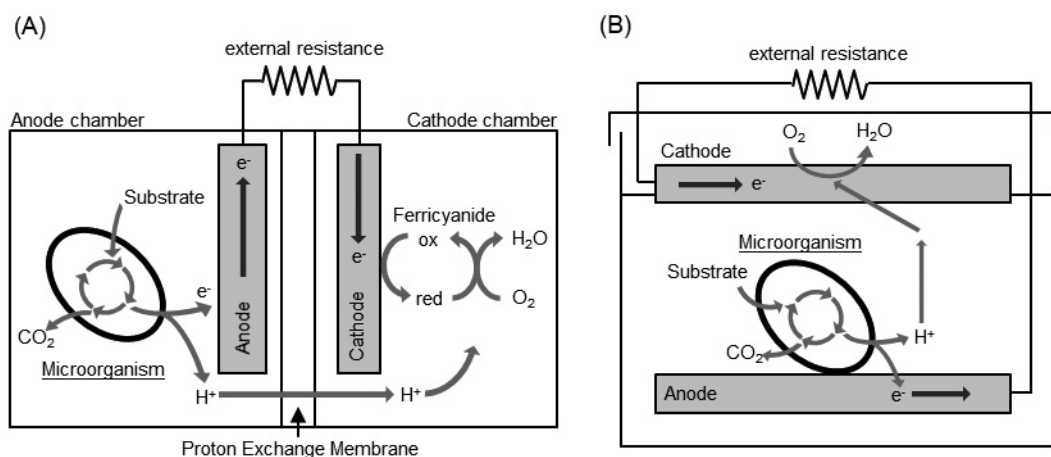 (A)
external resistance
Anode chamber
Cathode chamber
e-
Substrate
Ferricyanide
ox
H₂O
e-
e-
red
O₂
Anode
Cathode
CO₂
Microorganism
H⁺
H⁺
Proton Exchange Membrane
(B)
external resistance
O₂
H₂O
Cathode
e-
Microorganism
Substrate
H⁺
CO₂
Anode
e-